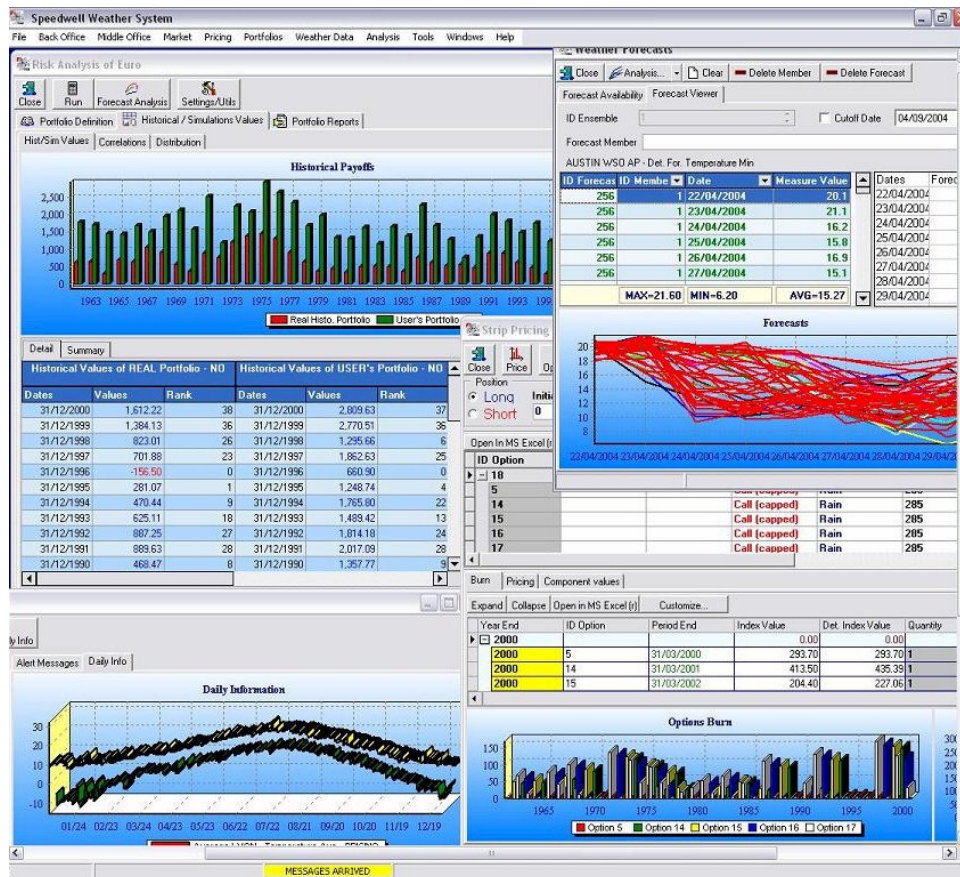 Speedwell Weather System
File Back Office Middle Office Market Pricing Portfolios Weather Data Analysis Tools Windows Help
Risk Analysis of Euro
Close Run Forecast Analysis Settings/Utils
Portfolio Definition Historical / Simulations Values Portfolio Reports
Hist/Sim Values Correlations Distribution
Historical Payoffs
2,500
2,000
1,500
1,000
500
0
1963 1965 1967 1969 1971 1973 1975 1977 1979 1981 1983 1985 1987 1989 1991 1993
Real Histo. Portfolio User's Portfolio
Detail Summary
Historical Values of REAL Portfolio - NO Historical Values of USER's Portfolio - NO
Dates Values Rank Dates Values Rank
31/12/2000 1,612.22 38 31/12/2000 2,809.63 37
31/12/1999 1,384.13 36 31/12/1999 2,770.51 36
31/12/1998 823.01 26 31/12/1998 1,295.66 6
31/12/1997 701.88 23 31/12/1997 1,862.63 25
31/12/1996 -156.50 0 31/12/1996 660.90 0
31/12/1995 281.07 1 31/12/1995 1,248.74 4
31/12/1994 470.44 9 31/12/1994 1,765.80 22
31/12/1993 625.11 18 31/12/1993 1,489.42 13
31/12/1992 887.25 27 31/12/1992 1,814.18 24
31/12/1991 889.63 28 31/12/1991 2,017.09 28
31/12/1990 468.47 8 31/12/1990 1,357.77 9
Weather Forecasts
Close Analysis... Clear Delete Member Delete Forecast
Forecast Availability Forecast Viewer
ID Ensemble 1 Cutoff Date 04/09/2004
Forecast Member
AUSTIN WSO AP - Det. For. Temperature Min
ID Forecas ID Membe Date Measure Value Dates Forec
256 1 22/04/2004 20.1 22/04/2004
256 1 23/04/2004 21.1 23/04/2004
256 1 24/04/2004 16.2 24/04/2004
256 1 25/04/2004 15.8 25/04/2004
256 1 26/04/2004 16.9 26/04/2004
256 1 27/04/2004 15.1 27/04/2004
28/04/2004
MAX=21.60 MIN=6.20 AVG=15.27 29/04/2004
Forecasts
20
18
16
14
12
10
8
22/04/2004 23/04/2004 24/04/2004 25/04/2004 26/04/2004 27/04/2004 28/04/2004 29/04/2004
Strip Pricing
Close Price Op
Position
Long Initia
Short 0
Open In MS Excel (r
ID Option
18
5 Call (capped) Rain 285
14 Call (capped) Rain 285
15 Call (capped) Rain 285
16 Call (capped) Rain 285
17 Call (capped) Rain 285
Burn Pricing Component values
Expand Collapse Open in MS Excel (r) Customize...
Year End ID Option Period End Index Value Det. Index Value Quantity
2000 0.00 0.00
2000 5 31/03/2000 293.70 293.70 1
2000 14 31/03/2001 413.50 435.39 1
2000 15 31/03/2002 204.40 227.06 1
Options Burn
150
100
50
0
1965 1970 1975 1980 1985 1990 1995 2000
Option 5 Option 14 Option 15 Option 16 Option 17
300
250
200
150
100
ly Info
Alert Messages Daily Info
Daily Information
30
20
10
0
-10
01/24 02/23 03/24 04/23 05/23 06/22 07/22 08/21 09/20 10/20 11/19 12/19
MESSAGES ARRIVED